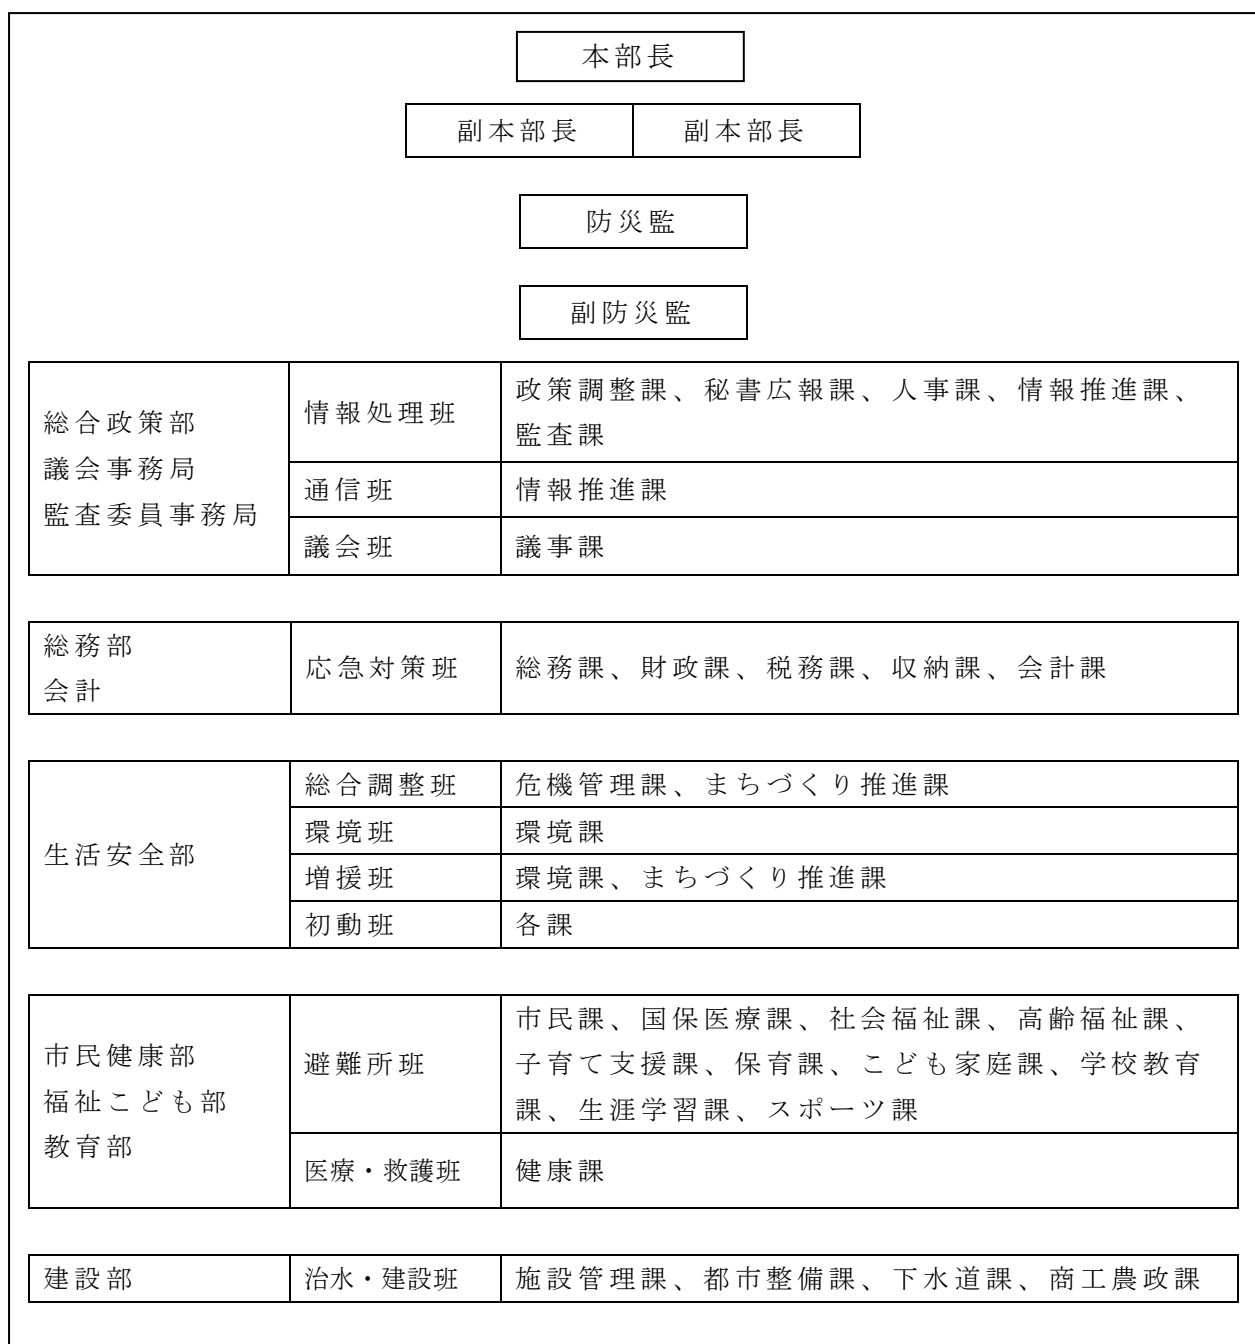 本部長
副本部長 副本部長
防災監
副防災監
総合政策部
議会事務局
監査委員事務局
情報処理班
政策調整課、秘書広報課、人事課、情報推進課、
監査課
通信班
情報推進課
議会班
議事課
総務部
会計
応急対策班
総務課、財政課、税務課、収納課、会計課
生活安全部
総合調整班
危機管理課、まちづくり推進課
環境班
環境課
増援班
環境課、まちづくり推進課
初動班
各課
市民健康部
福祉こども部
教育部
避難所班
市民課、国保医療課、社会福祉課、高齢福祉課、
子育て支援課、保育課、こども家庭課、学校教育
課、生涯学習課、スポーツ課
医療・救護班
健康課
建設部
治水・建設班
施設管理課、都市整備課、下水道課、商工農政課